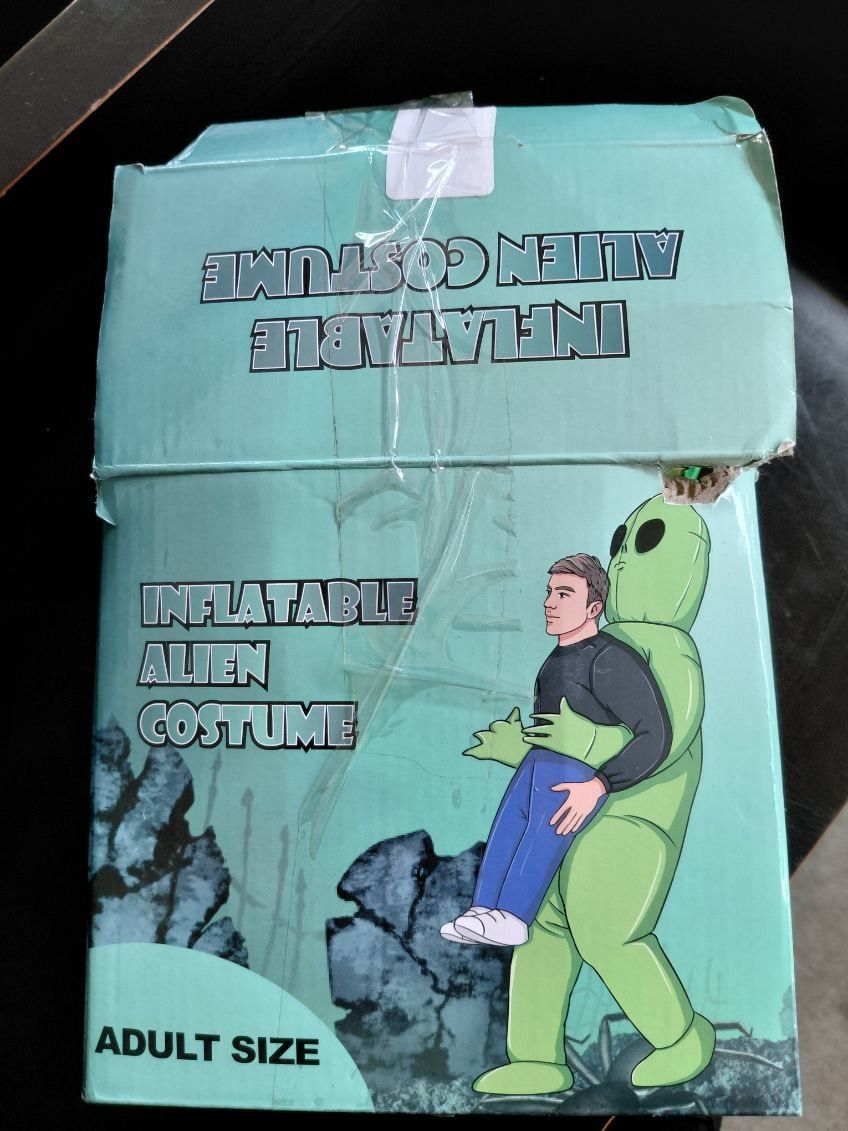 INFLATABLE
ALIEN COSTUME
INFLATABLE
ALIEN
COSTUME
ADULT SIZE